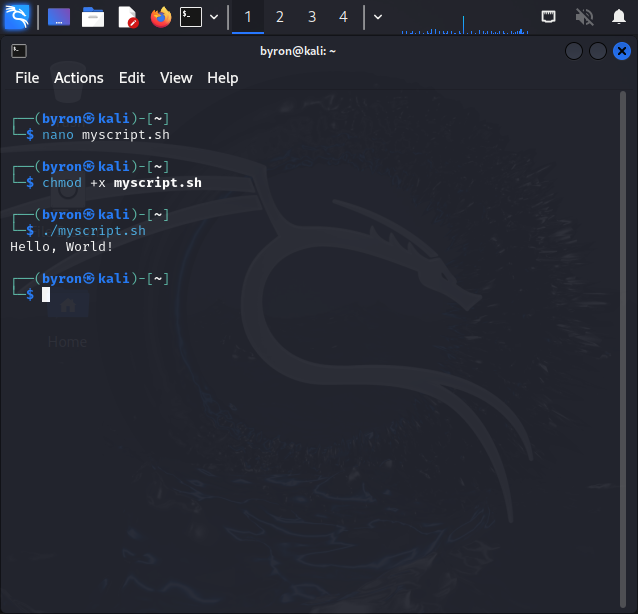 1 2 3 4
byron@kali: ~
File Actions Edit View Help
┌──(byron㉿kali)-[~]
└─$ nano myscript.sh
┌──(byron㉿kali)-[~]
└─$ chmod +x myscript.sh
┌──(byron㉿kali)-[~]
└─$ ./myscript.sh
Hello, World!
┌──(byron㉿kali)-[~]
└─$
Home